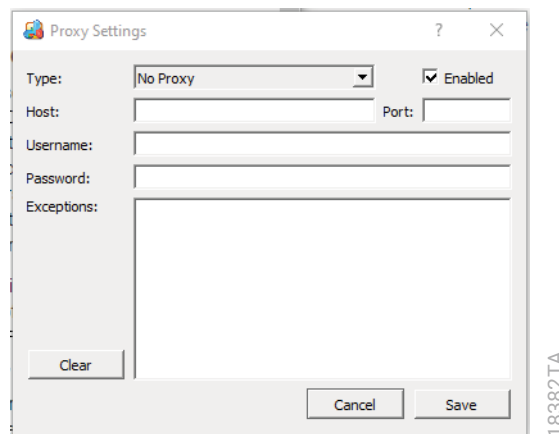 Proxy Settings ?
Type: No Proxy Enabled
Host: Port:
Username:
Password:
Exceptions:
Clear
Cancel Save
18382TA